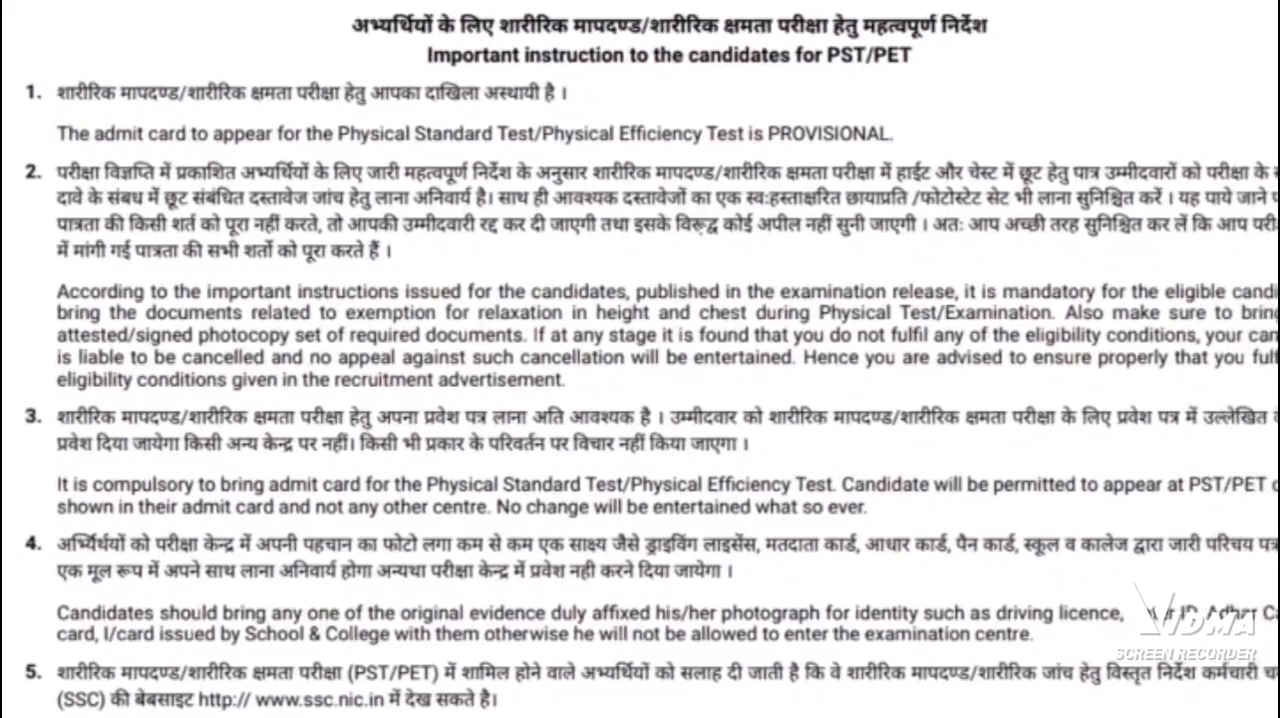 अभ्यर्थियों के लिए शारीरिक मापदण्ड/शारीरिक क्षमता परीक्षा हेतु महत्वपूर्ण निर्देश
Important instruction to the candidates for PST/PET
1. शारीरिक मापदण्ड/शारीरिक क्षमता परीक्षा हेतु आपका दाखिला अस्थायी है ।
The admit card to appear for the Physical Standard Test/Physical Efficiency Test is PROVISIONAL.
2. परीक्षा विज्ञप्ति में प्रकाशित अभ्यर्थियों के लिए जारी महत्वपूर्ण निर्देश के अनुसार शारीरिक मापदण्ड/शारीरिक क्षमता परीक्षा में हाईट और चेस्ट में छूट हेतु पात्र उम्मीदवारों को परीक्षा के
दावे के संबध में छूट संबंधित दस्तावेज जांच हेतु लाना अनिवार्य है। साथ ही आवश्यक दस्तावेजों का एक स्व:हस्ताक्षरित छायाप्रति /फोटोस्टेट सेट भी लाना सुनिश्चित करें । यह पाये जाने
पात्रता की किसी शर्त को पूरा नहीं करते, तो आपकी उम्मीदवारी रद्द कर दी जाएगी तथा इसके विरूद्व कोई अपील नहीं सुनी जाएगी । अतः आप अच्छी तरह सुनिश्चित कर लें कि आप परी
में मांगी गई पात्रता की सभी शर्तो को पूरा करते हैं ।
According to the important instructions issued for the candidates, published in the examination release, it is mandatory for the eligible candi
bring the documents related to exemption for relaxation in height and chest during Physical Test/Examination. Also make sure to brin
attested/signed photocopy set of required documents. If at any stage it is found that you do not fulfil any of the eligibility conditions, your can
is liable to be cancelled and no appeal against such cancellation will be entertained. Hence you are advised to ensure properly that you fulf
eligibility conditions given in the recruitment advertisement.
3. शारीरिक मापदण्ड/शारीरिक क्षमता परीक्षा हेतु अपना प्रवेश पत्र लाना अति आवश्यक है । उम्मीदवार को शारीरिक मापदण्ड/शारीरिक क्षमता परीक्षा के लिए प्रवेश पत्र में उल्लेखित
प्रवेश दिया जायेगा किसी अन्य केन्द्र पर नहीं। किसी भी प्रकार के परिवर्तन पर विचार नहीं किया जाएगा ।
It is compulsory to bring admit card for the Physical Standard Test/Physical Efficiency Test. Candidate will be permitted to appear at PST/PET
shown in their admit card and not any other centre. No change will be entertained what so ever.
4. अर्भ्यिर्थयों को परीक्षा केन्द्र में अपनी पहचान का फोटो लगा कम से कम एक साक्ष्य जैसे ड्राइविंग लाइसेंस, मतदाता कार्ड, आधार कार्ड, पैन कार्ड, स्कूल व कालेज द्वारा जारी परिचय पत्र
एक मूल रूप में अपने साथ लाना अनिवार्य होगा अन्यथा परीक्षा केन्द्र में प्रवेश नही करने दिया जायेगा ।
Candidates should bring any one of the original evidence duly affixed his/her photograph for identity such as driving licence, ID, Adhar Ca
card, I/card issued by School & College with them otherwise he will not be allowed to enter the examination centre.
5. शारीरिक मापदण्ड/शारीरिक क्षमता परीक्षा (PST/PET) में शामिल होने वाले अभ्यर्थियों को सलाह दी जाती है कि वे शारीरिक मापदण्ड/शारीरिक जांच हेतु विस्तृत निर्देश कर्मचारी च
(SSC) की बेबसाइट http:// www.ssc.nic.in में देख सकते है।
VIDMA
SCREEN RECORDER